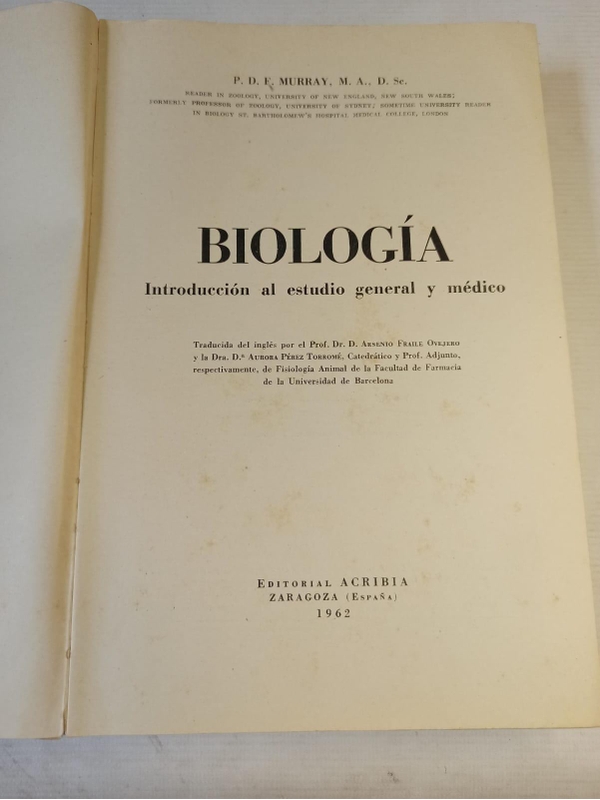 P. D. F. MURRAY, M. A., D. Sc.
READER IN ZOOLOGY, UNIVERSITY OF NEW ENGLAND, NEW SOUTH WALES;
FORMERLY PROFESSOR OF ZOOLOGY, UNIVERSITY OF SYDNEY; SOMETIME UNIVERSITY READER
IN BIOLOGY ST. BARTHOLOMEW'S HOSPITAL MEDICAL COLLEGE, LONDON
BIOLOGÍA
Introducción al estudio general y médico
Traducida del inglés por el Prof. Dr. D. ARSENIO FRAILE OVEJERO
y la Dra. D.ª AURORA PÉREZ TORROMÉ, Catedrático y Prof. Adjunto,
respectivamente, de Fisiología Animal de la Facultad de Farmacia
de la Universidad de Barcelona
EDITORIAL ACRIBIA
ZARAGOZA (ESPAÑA)
1962